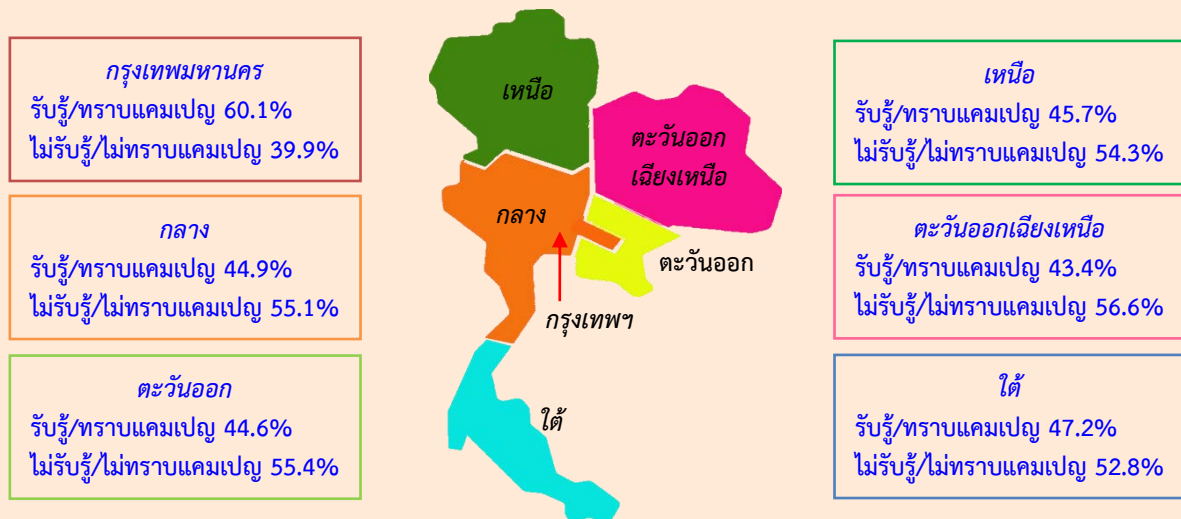 กรุงเทพมหานคร
รับรู้/ทราบแคมเปญ 60.1%
ไม่รับรู้/ไม่ทราบแคมเปญ 39.9%
กลาง
รับรู้/ทราบแคมเปญ 44.9%
ไม่รับรู้/ไม่ทราบแคมเปญ 55.1%
ตะวันออก
รับรู้/ทราบแคมเปญ 44.6%
ไม่รับรู้/ไม่ทราบแคมเปญ 55.4%
เหนือ
ตะวันออก
เฉียงเหนือ
กลาง
ตะวันออก
กรุงเทพฯ
ใต้
เหนือ
รับรู้/ทราบแคมเปญ 45.7%
ไม่รับรู้/ไม่ทราบแคมเปญ 54.3%
ตะวันออกเฉียงเหนือ
รับรู้/ทราบแคมเปญ 43.4%
ไม่รับรู้/ไม่ทราบแคมเปญ 56.6%
ใต้
รับรู้/ทราบแคมเปญ 47.2%
ไม่รับรู้/ไม่ทราบแคมเปญ 52.8%